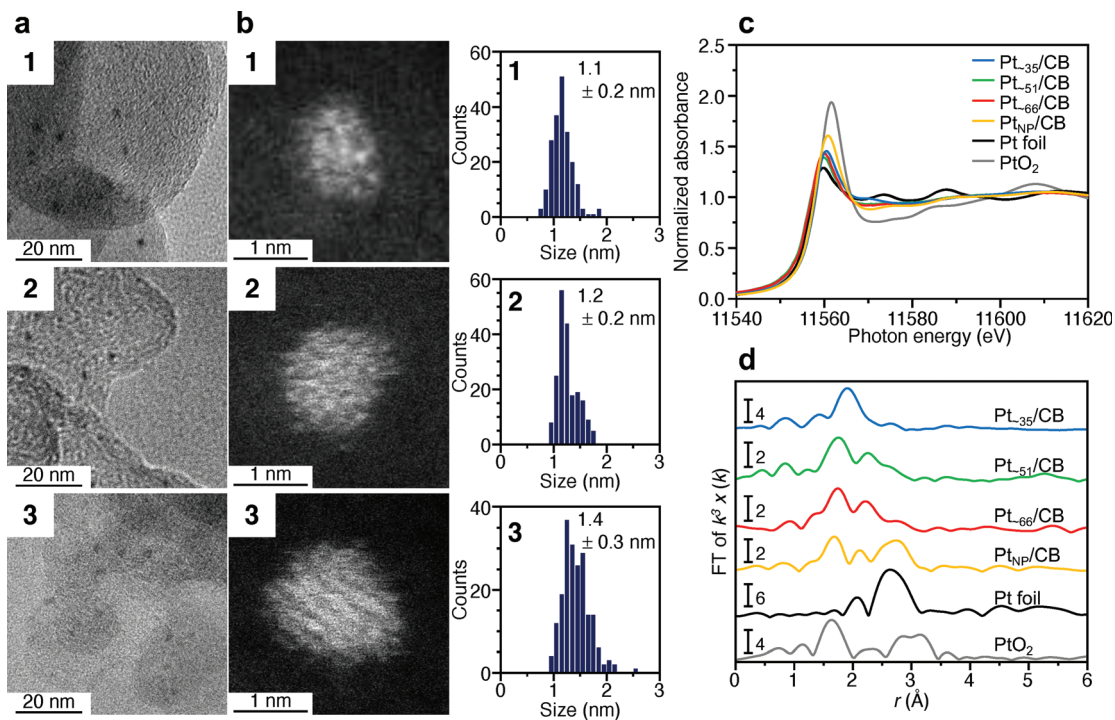 a
1
20 nm
2
20 nm
3
20 nm
b
1
1 nm
2
1 nm
3
1 nm
60
40
20
0
Counts
1
1.1
± 0.2 nm
0 1 2 3
Size (nm)
60
40
20
0
Counts
2
1.2
± 0.2 nm
0 1 2 3
Size (nm)
40
30
20
10
0
Counts
3
1.4
± 0.3 nm
0 1 2 3
Size (nm)
c
2.5
2.0
1.5
1.0
0.5
0.0
Normalized absorbance
Pt~35/CB
Pt~51/CB
Pt~66/CB
PtNP/CB
Pt foil
PtO2
11540 11560 11580 11600 11620
Photon energy (eV)
d
FT of k3 x (k)
4 Pt~35/CB
2 Pt~51/CB
2 Pt~66/CB
2 PtNP/CB
6 Pt foil
4 PtO2
0 1 2 3 4 5 6
r (Å)